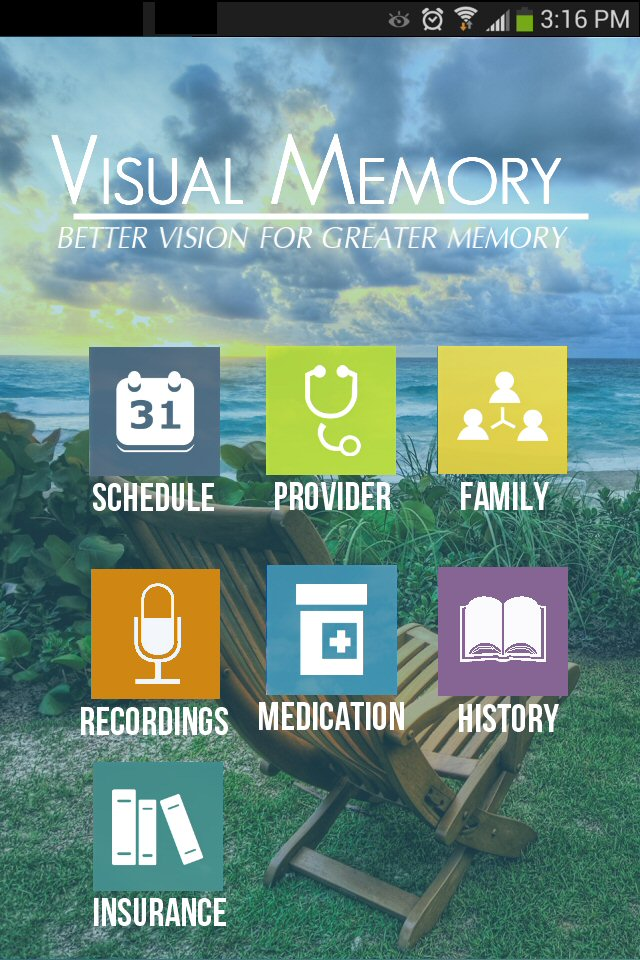 3:16 PM
VISUAL MEMORY
BETTER VISION FOR GREATER MEMORY
31
SCHEDULE PROVIDER FAMILY
RECORDINGS MEDICATION HISTORY
INSURANCE